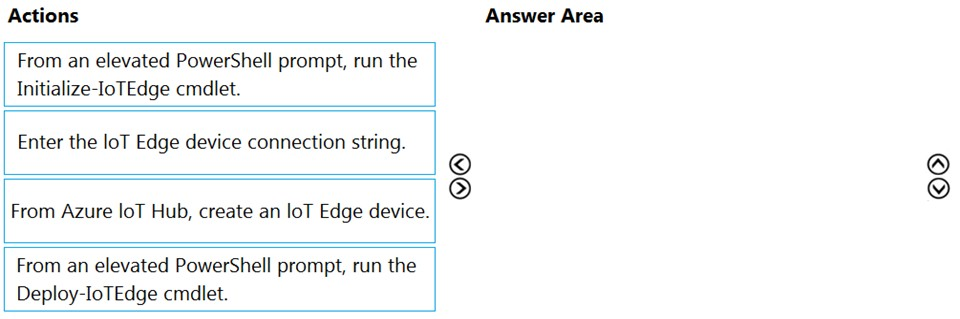 Actions
Answer Area
From an elevated PowerShell prompt, run the
Initialize-IoTEdge cmdlet.
Enter the loT Edge device connection string.
From Azure loT Hub, create an loT Edge device.
From an elevated PowerShell prompt, run the
Deploy-IoTEdge cmdlet.